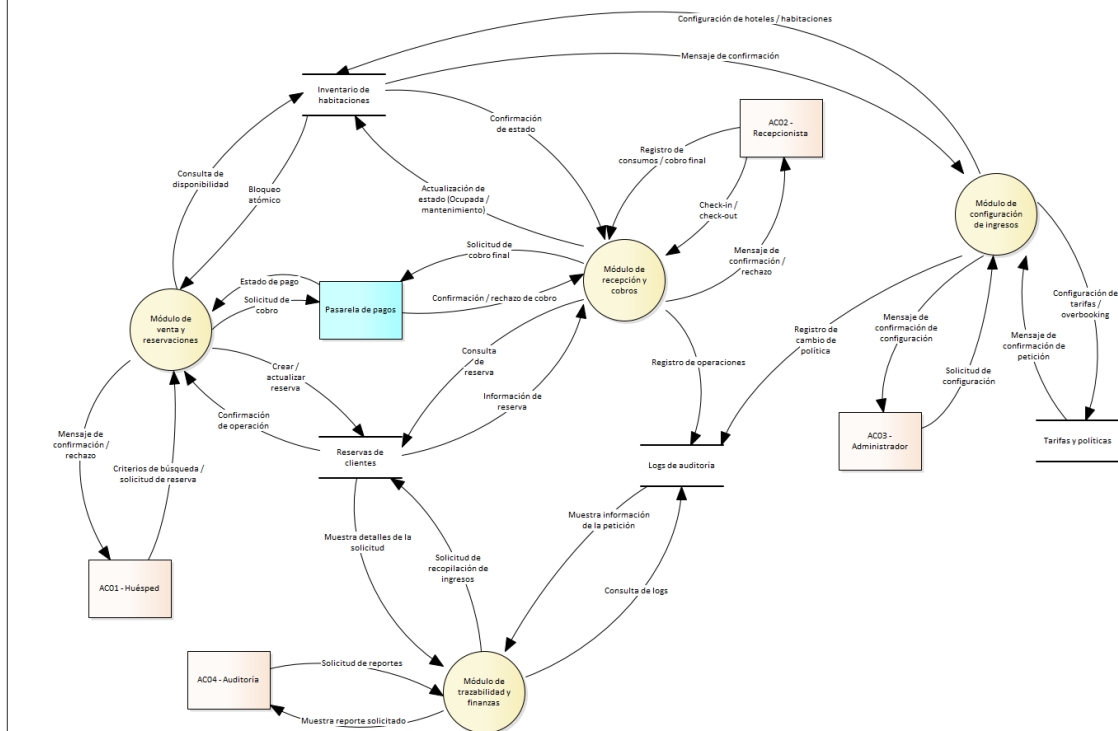 Configuración de hoteles / habitaciones
Mensaje de confirmación
Inventario de
habitaciones
Confirmación
de estado
AC02 -
Recepcionista
Registro de
consumos / cobro final
Consulta de
disponibilidad
Bloqueo
atómico
Actualización de
estado (Ocupada /
mantenimiento)
Check-in /
check-out
Módulo de
configuración
de ingresos
Solicitud de
cobro final
Mensaje de
confirmación /
rechazo
Módulo de
recepción y
cobros
Estado de pago
Solicitud de
cobro
Pasarela de pagos
Confirmación / rechazo de cobro
Módulo de
venta y
reservaciones
Configuración de
tarifas /
overbooking
Mensaje de
confirmación de
configuración
Registro de
cambio de
política
Mensaje de
confirmación de
petición
Consulta
de
reserva
Registro de operaciones
Crear /
actualizar
reserva
Solicitud de
configuración
Información de
reserva
Confirmación
de operación
Mensaje de
confirmación /
rechazo
Criterios de búsqueda /
solicitud de reserva
Reservas de
clientes
Logs de auditoría
AC03 -
Administrador
Tarifas y políticas
Muestra información
de la petición
Muestra detalles de la
solicitud
Solicitud de
recopilación de
ingresos
Consulta de logs
AC01 - Huésped
Solicitud de reportes
AC04 - Auditoría
Módulo de
trazabilidad y
finanzas
Muestra reporte solicitado